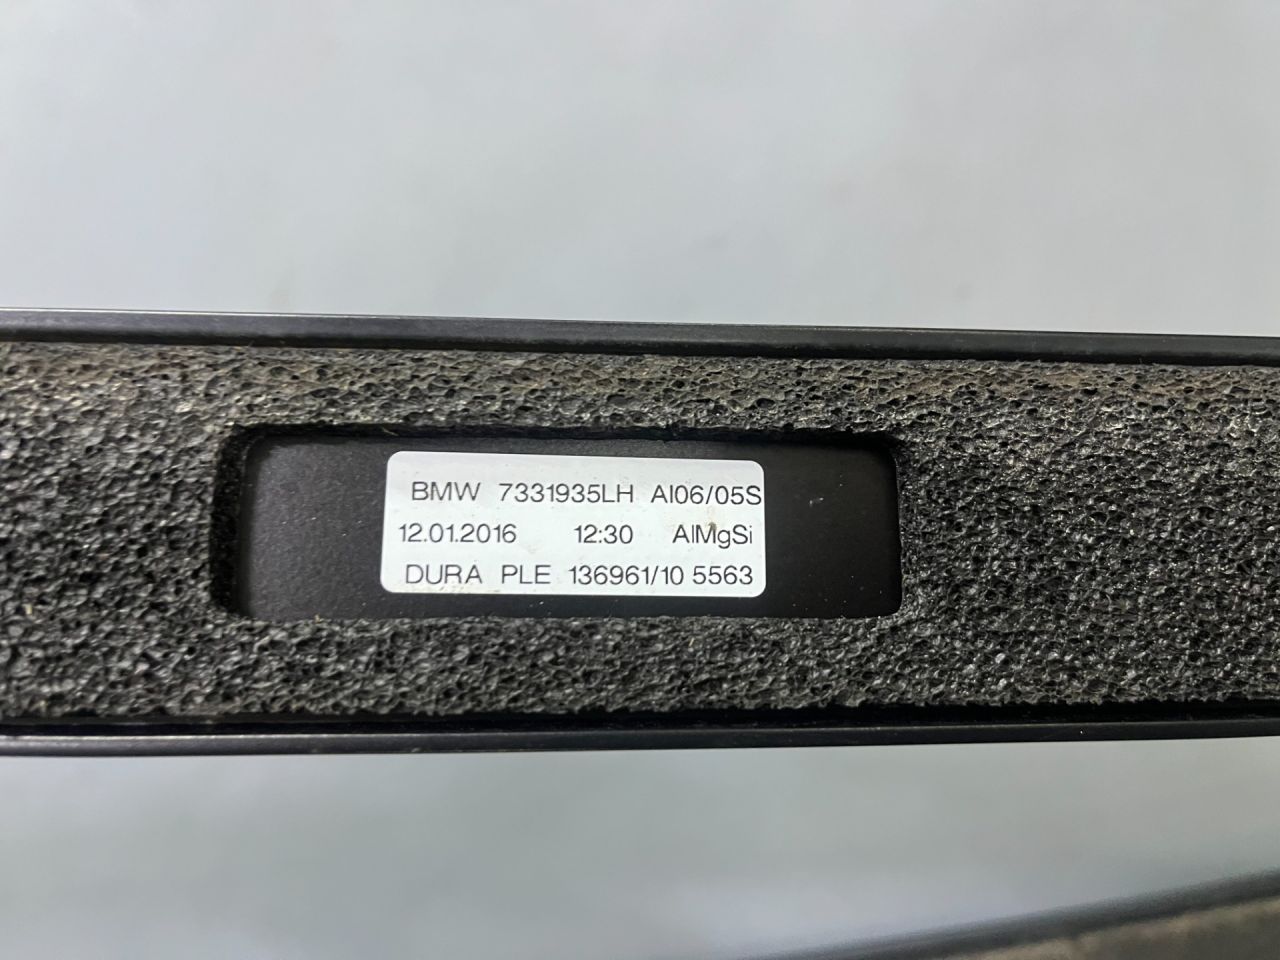 BMW 7331935LH AI06/05S
12.01.2016 12:30 AlMgSi
DURA PLE 136961/10 5563